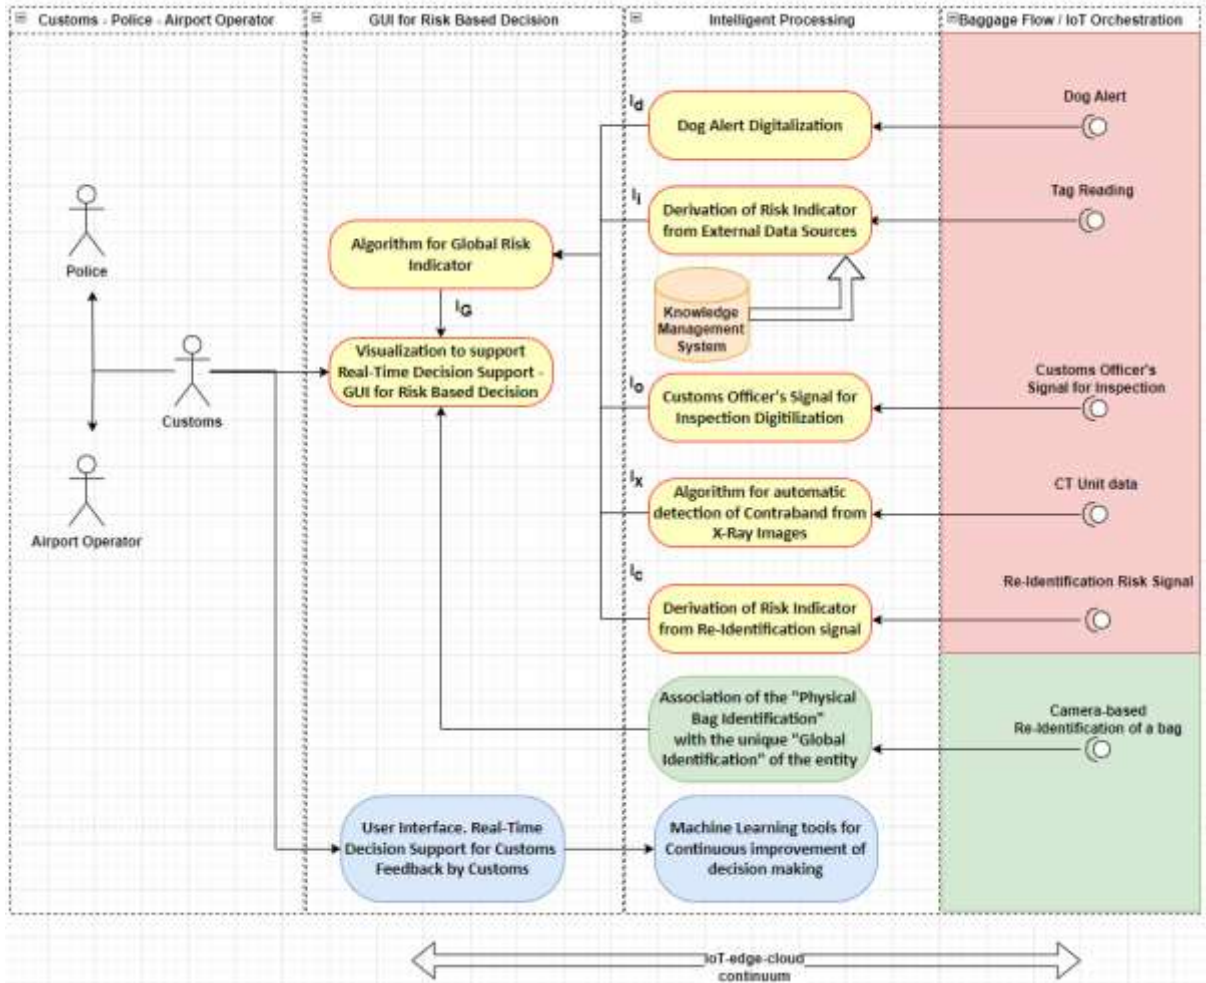 Customs - Police - Airport Operator
GUI for Risk Based Decision
Intelligent Processing
Baggage Flow / IoT Orchestration
Police
Customs
Airport Operator
Algorithm for Global Risk
Indicator
IG
Visualization to support
Real-Time Decision Support -
GUI for Risk Based Decision
User Interface. Real-Time
Decision Support for Customs
Feedback by Customs
Id
Dog Alert Digitalization
Ii
Derivation of Risk Indicator
from External Data Sources
Knowledge
Management
System
Io
Customs Officer's Signal for
Inspection Digitilization
Ix
Algorithm for automatic
detection of Contraband from
X-Ray Images
Ic
Derivation of Risk Indicator
from Re-Identification signal
Association of the "Physical
Bag Identification"
with the unique "Global
Identification" of the entity
Machine Learning tools for
Continuous improvement of
decision making
Dog Alert
Tag Reading
Customs Officer's
Signal for Inspection
CT Unit data
Re-Identification Risk Signal
Camera-based
Re-Identification of a bag
IoT-edge-cloud
continuum